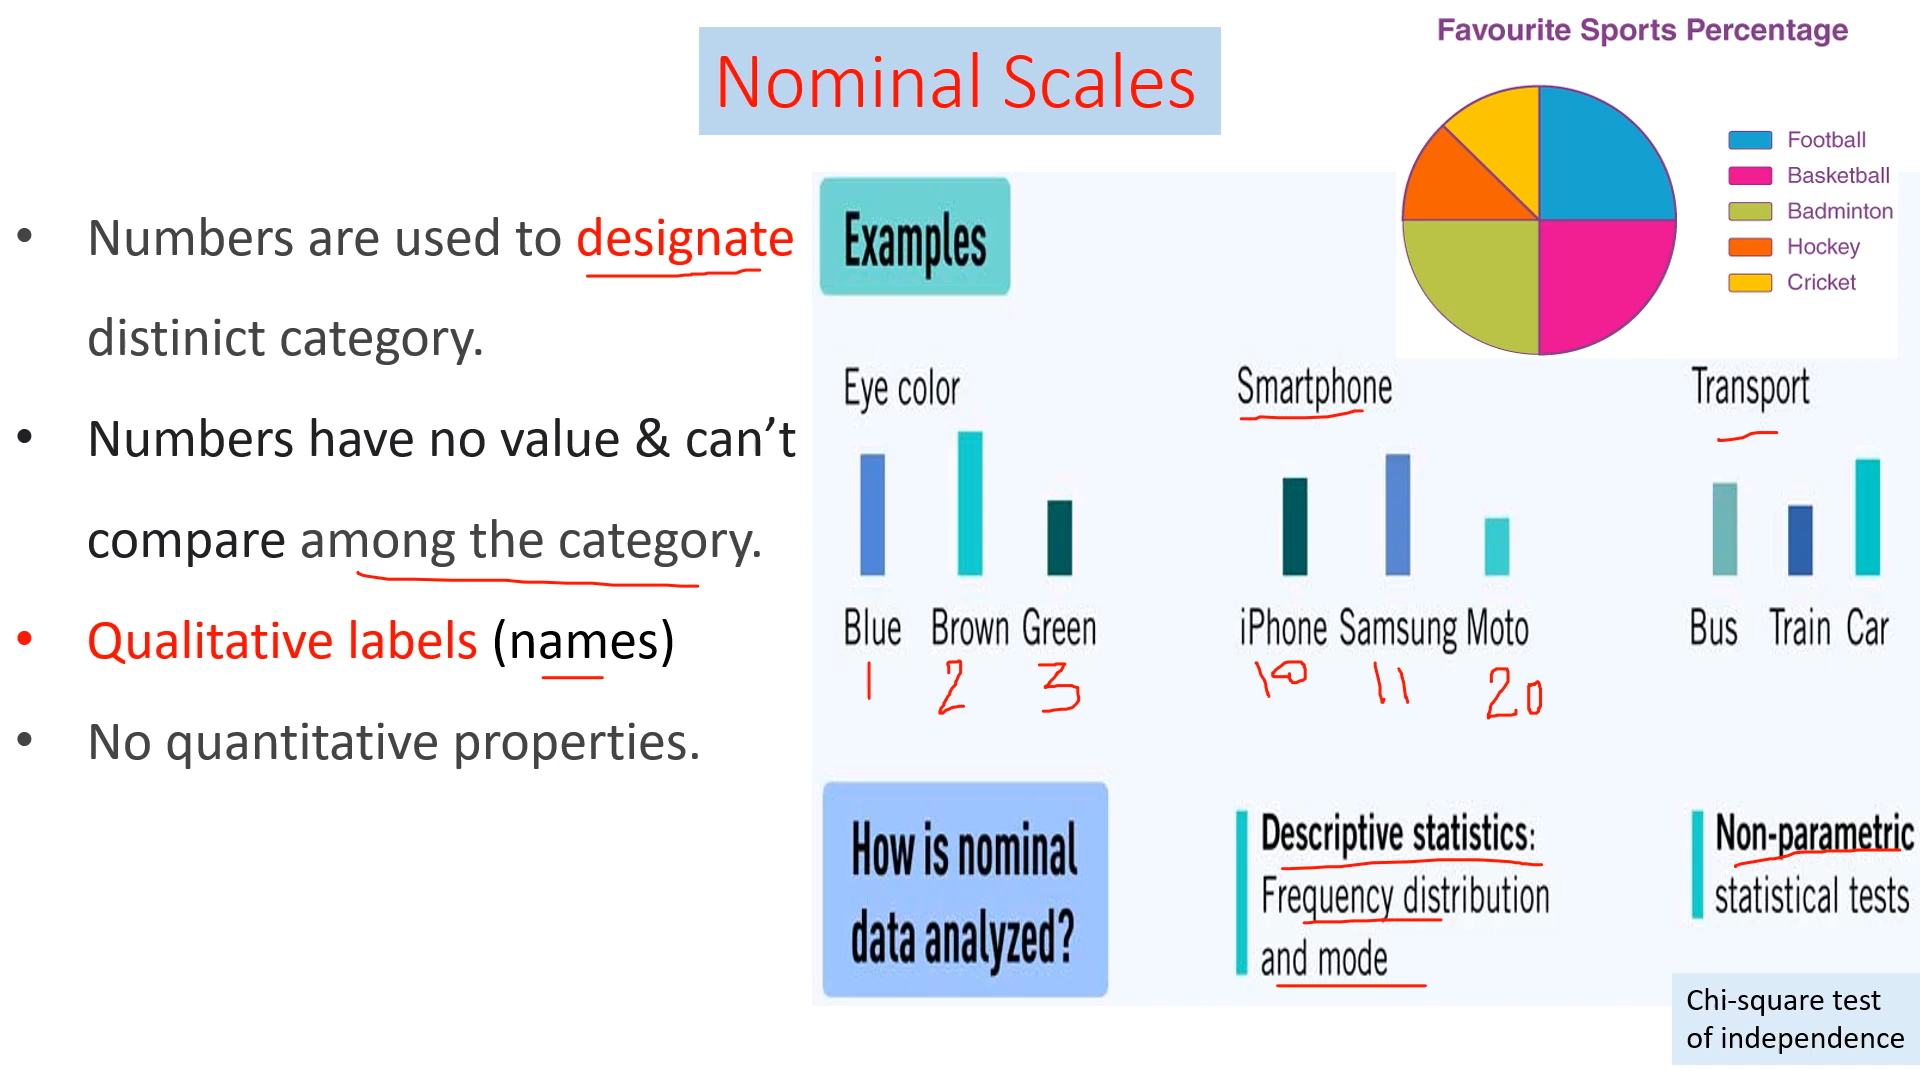 Nominal Scales
• Numbers are used to designate
distinict category.
• Numbers have no value & can’t
compare among the category.
• Qualitative labels (names)
• No quantitative properties.
Favourite Sports Percentage
Football
Basketball
Badminton
Hockey
Cricket
Examples
Eye color
Blue Brown Green
1 2 3
Smartphone
iPhone Samsung Moto
10 11 20
Transport
Bus Train Car
How is nominal
data analyzed?
Descriptive statistics:
Frequency distribution
and mode
Non-parametric
statistical tests
Chi-square test
of independence